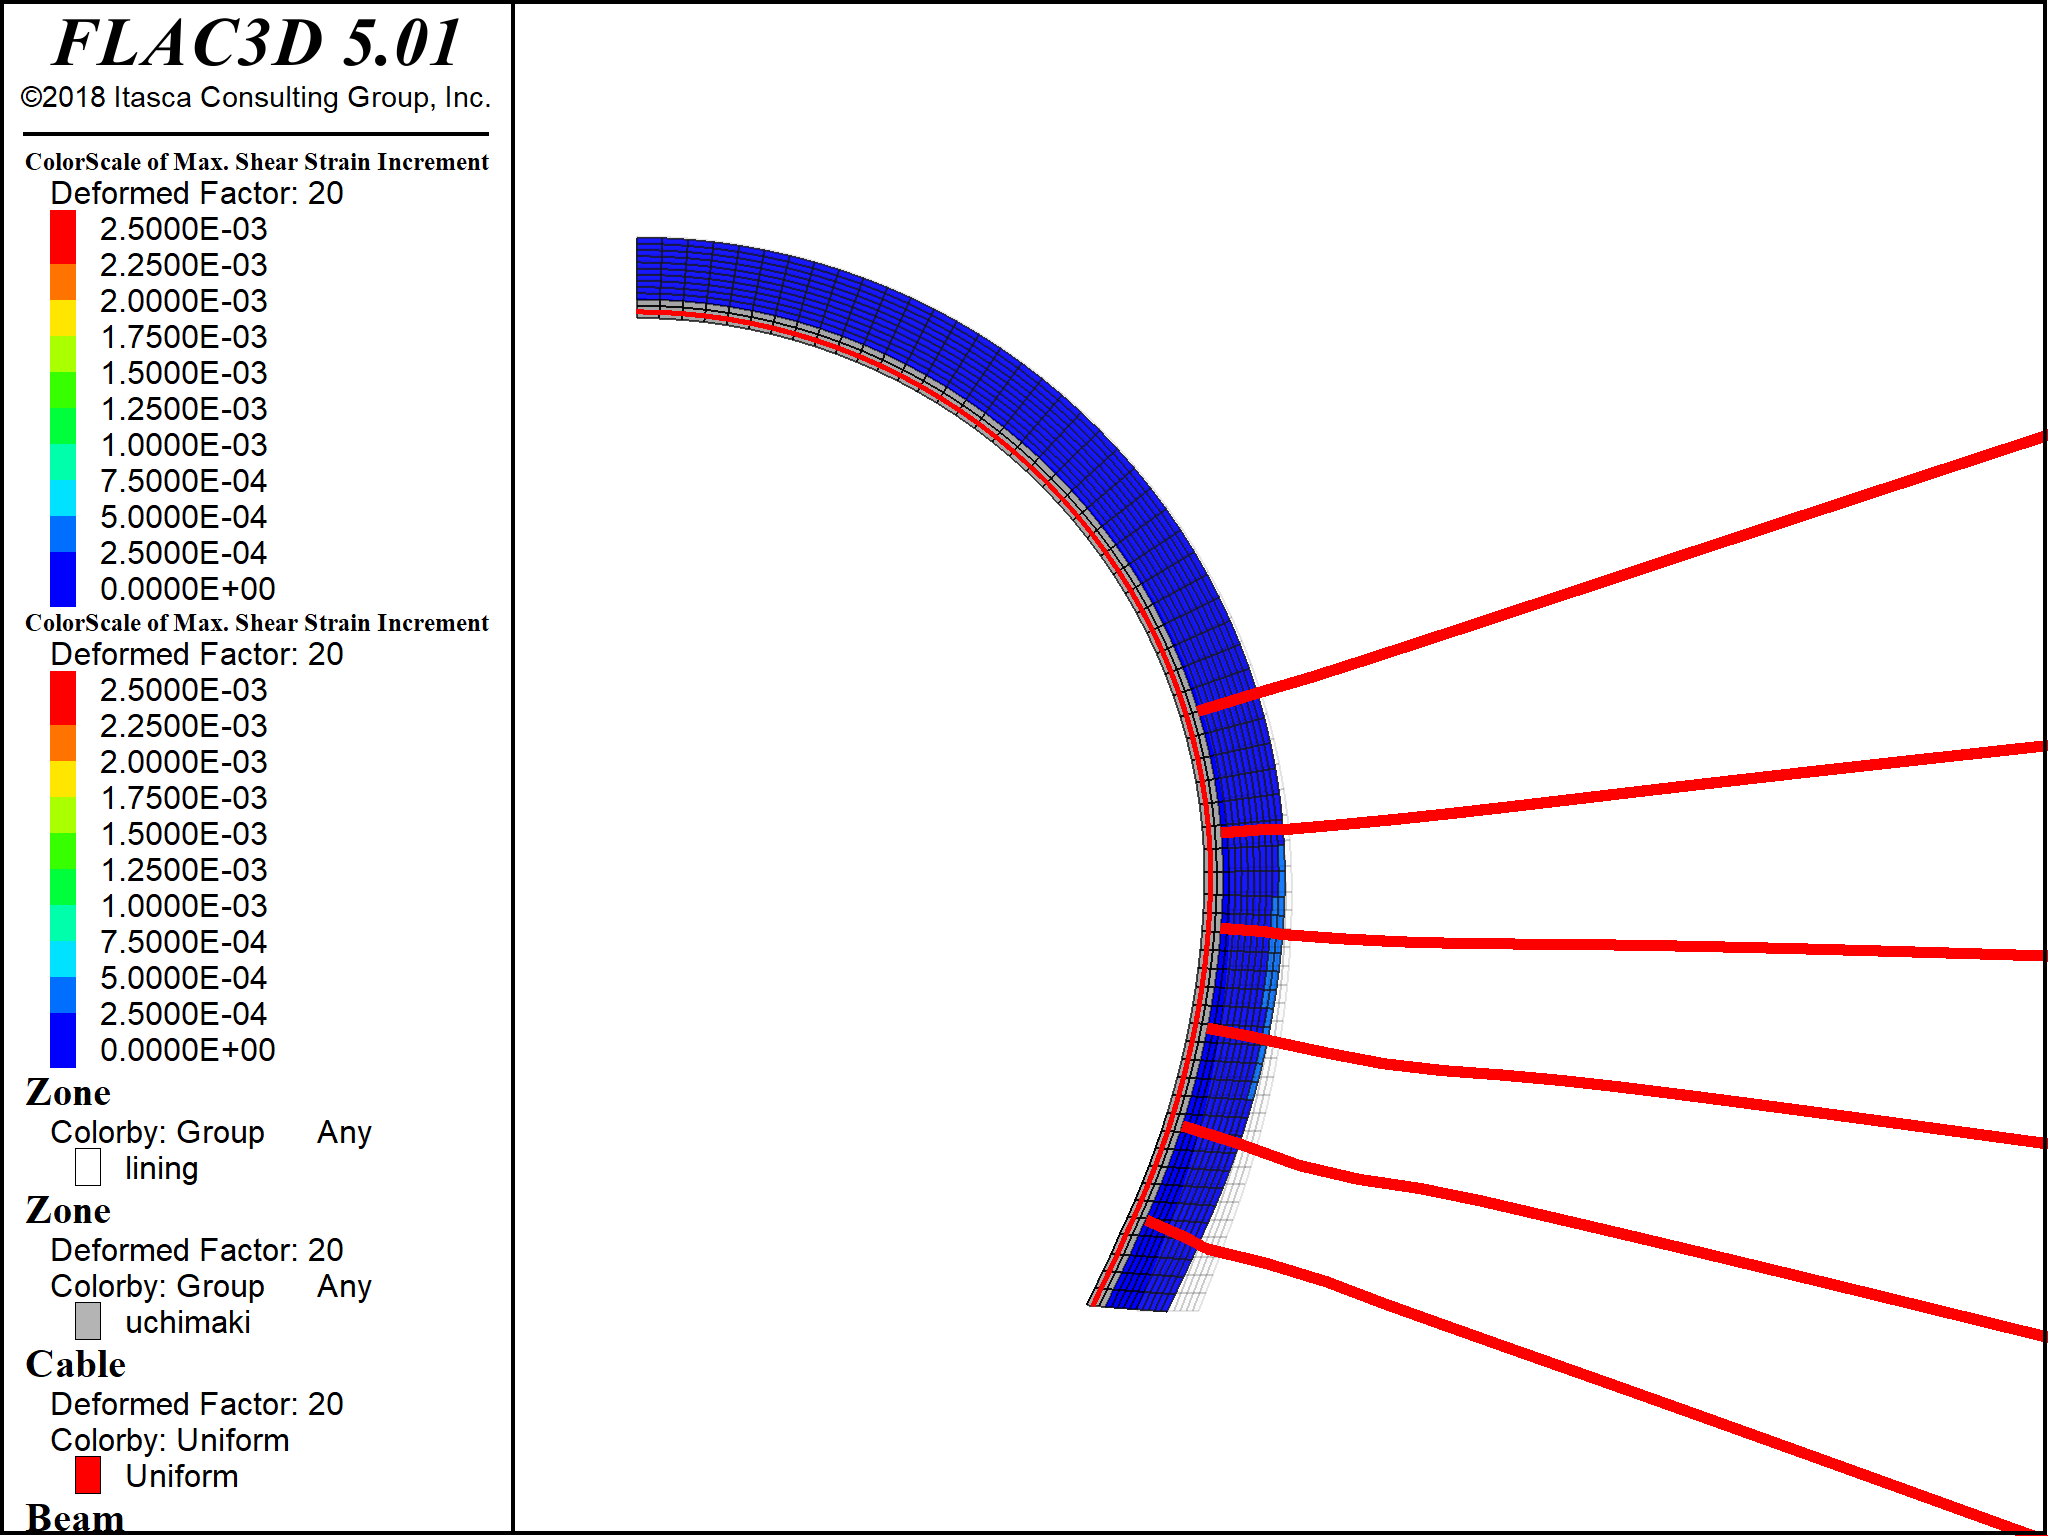 FLAC3D 5.01
©2018 Itasca Consulting Group, Inc.
ColorScale of Max. Shear Strain Increment
Deformed Factor: 20
2.5000E-03
2.2500E-03
2.0000E-03
1.7500E-03
1.5000E-03
1.2500E-03
1.0000E-03
7.5000E-04
5.0000E-04
2.5000E-04
0.0000E+00
ColorScale of Max. Shear Strain Increment
Deformed Factor: 20
2.5000E-03
2.2500E-03
2.0000E-03
1.7500E-03
1.5000E-03
1.2500E-03
1.0000E-03
7.5000E-04
5.0000E-04
2.5000E-04
0.0000E+00
Zone
Colorby: Group Any
lining
Zone
Deformed Factor: 20
Colorby: Group Any
uchimaki
Cable
Deformed Factor: 20
Colorby: Uniform
Uniform
Beam